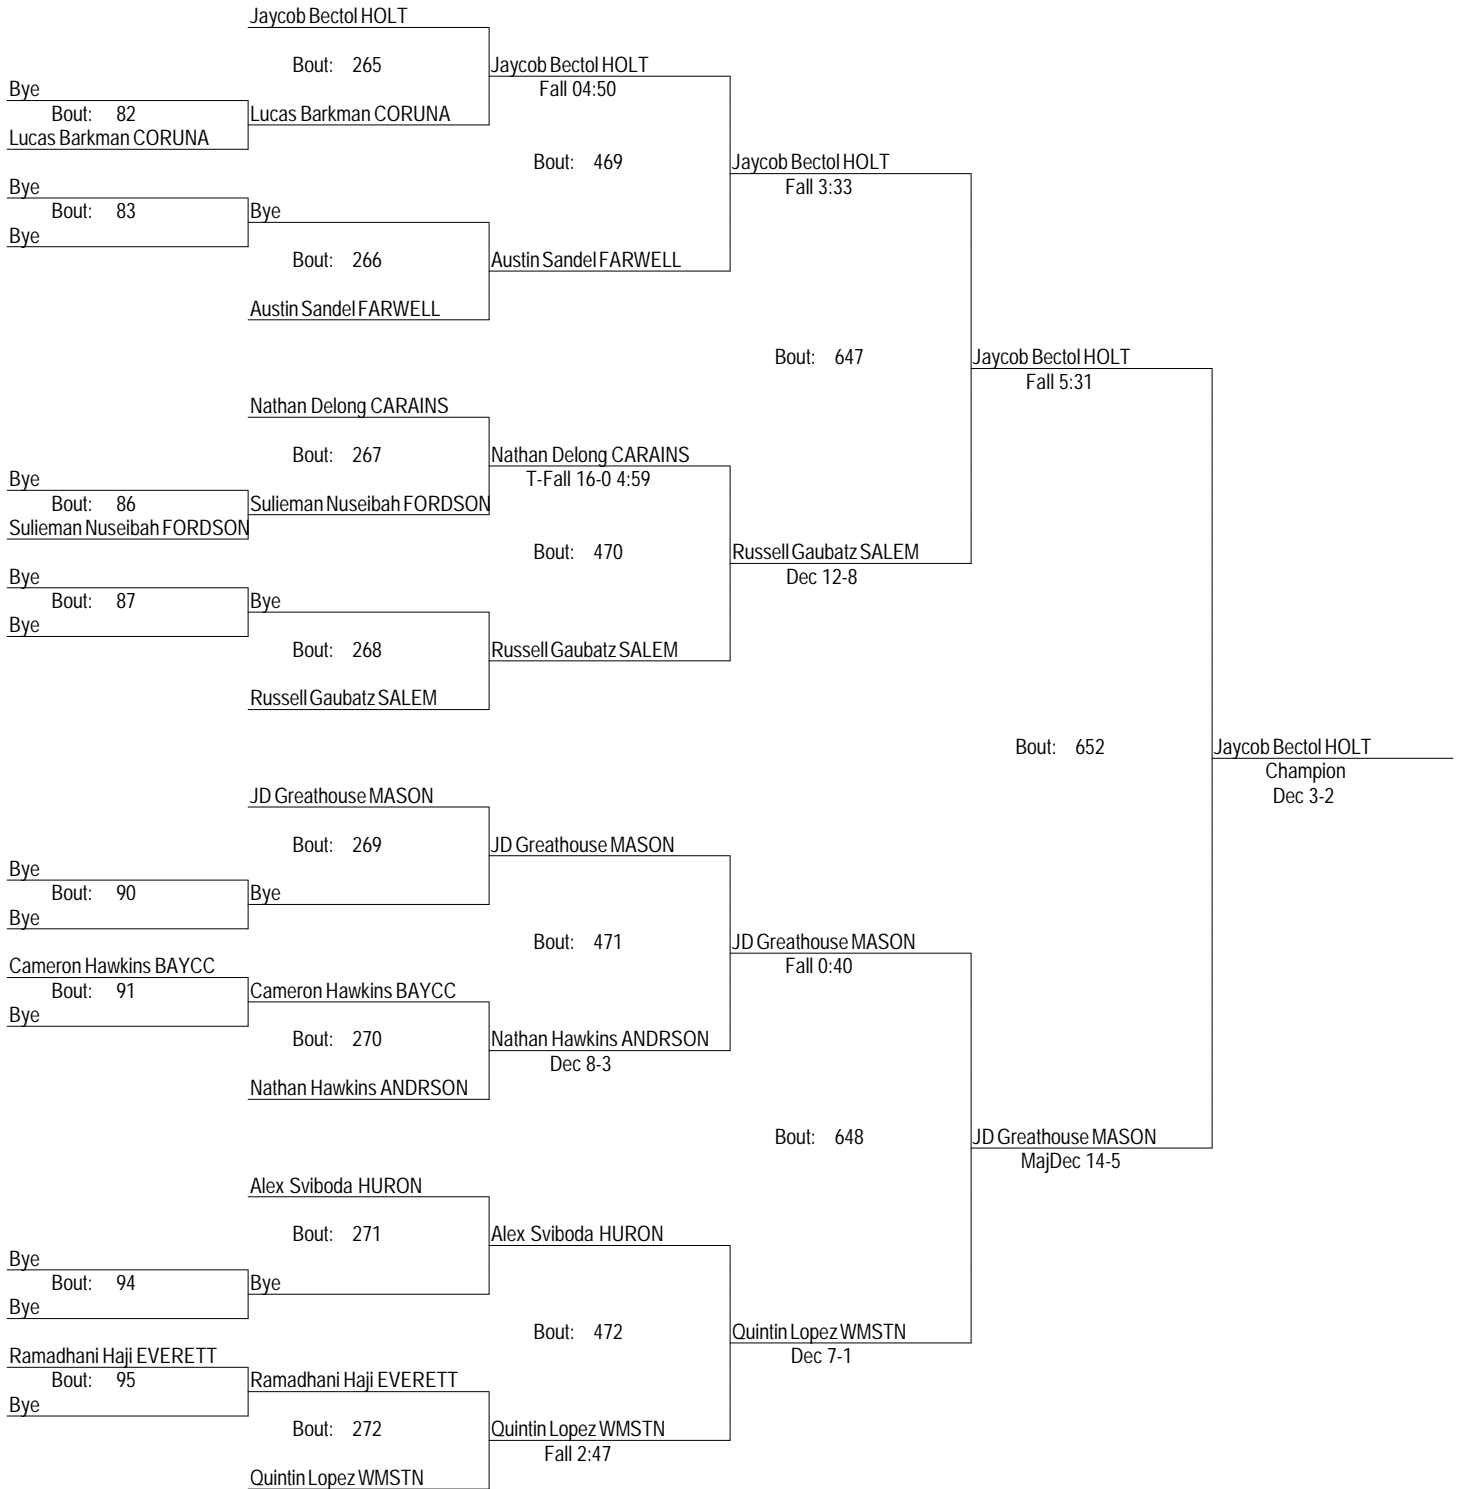 Jaycob Bectol HOLT
Bout: 265
Jaycob Bectol HOLT
Fall 04:50
Bye
Bout: 82
Lucas Barkman CORUNA
Lucas Barkman CORUNA
Bout: 469
Jaycob Bectol HOLT
Fall 3:33
Bye
Bout: 83
Bye
Bye
Bout: 266
Austin Sandel FARWELL
Austin Sandel FARWELL
Bout: 647
Jaycob Bectol HOLT
Fall 5:31
Nathan Delong CARAINS
Bout: 267
Nathan Delong CARAINS
T-Fall 16-0 4:59
Bye
Bout: 86
Sulieman Nuseibah FORDSON
Sulieman Nuseibah FORDSON
Bout: 470
Russell Gaubatz SALEM
Dec 12-8
Bye
Bout: 87
Bye
Bye
Bout: 268
Russell Gaubatz SALEM
Russell Gaubatz SALEM
Bout: 652
Jaycob Bectol HOLT
Champion
Dec 3-2
JD Greathouse MASON
Bout: 269
JD Greathouse MASON
Bye
Bout: 90
Bye
Bye
Bout: 471
JD Greathouse MASON
Fall 0:40
Cameron Hawkins BAYCC
Bout: 91
Bye
Cameron Hawkins BAYCC
Bout: 270
Nathan Hawkins ANDRSON
Dec 8-3
Nathan Hawkins ANDRSON
Bout: 648
JD Greathouse MASON
MajDec 14-5
Alex Sviboda HURON
Bout: 271
Alex Sviboda HURON
Bye
Bout: 94
Bye
Bye
Bout: 472
Quintin Lopez WMSTN
Dec 7-1
Ramadhani Haji EVERETT
Bout: 95
Bye
Ramadhani Haji EVERETT
Bout: 272
Quintin Lopez WMSTN
Fall 2:47
Quintin Lopez WMSTN